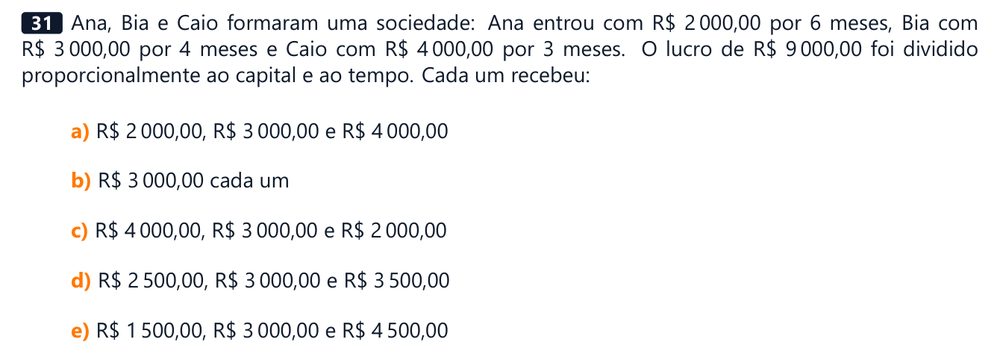 31 Ana, Bia e Caio formaram uma sociedade: Ana entrou com R$ 2 000,00 por 6 meses, Bia com
R$ 3 000,00 por 4 meses e Caio com R$ 4 000,00 por 3 meses. O lucro de R$ 9 000,00 foi dividido
proporcionalmente ao capital e ao tempo. Cada um recebeu:
a) R$ 2 000,00, R$ 3 000,00 e R$ 4 000,00
b) R$ 3 000,00 cada um
c) R$ 4 000,00, R$ 3 000,00 e R$ 2 000,00
d) R$ 2 500,00, R$ 3 000,00 e R$ 3 500,00
e) R$ 1 500,00, R$ 3 000,00 e R$ 4 500,00